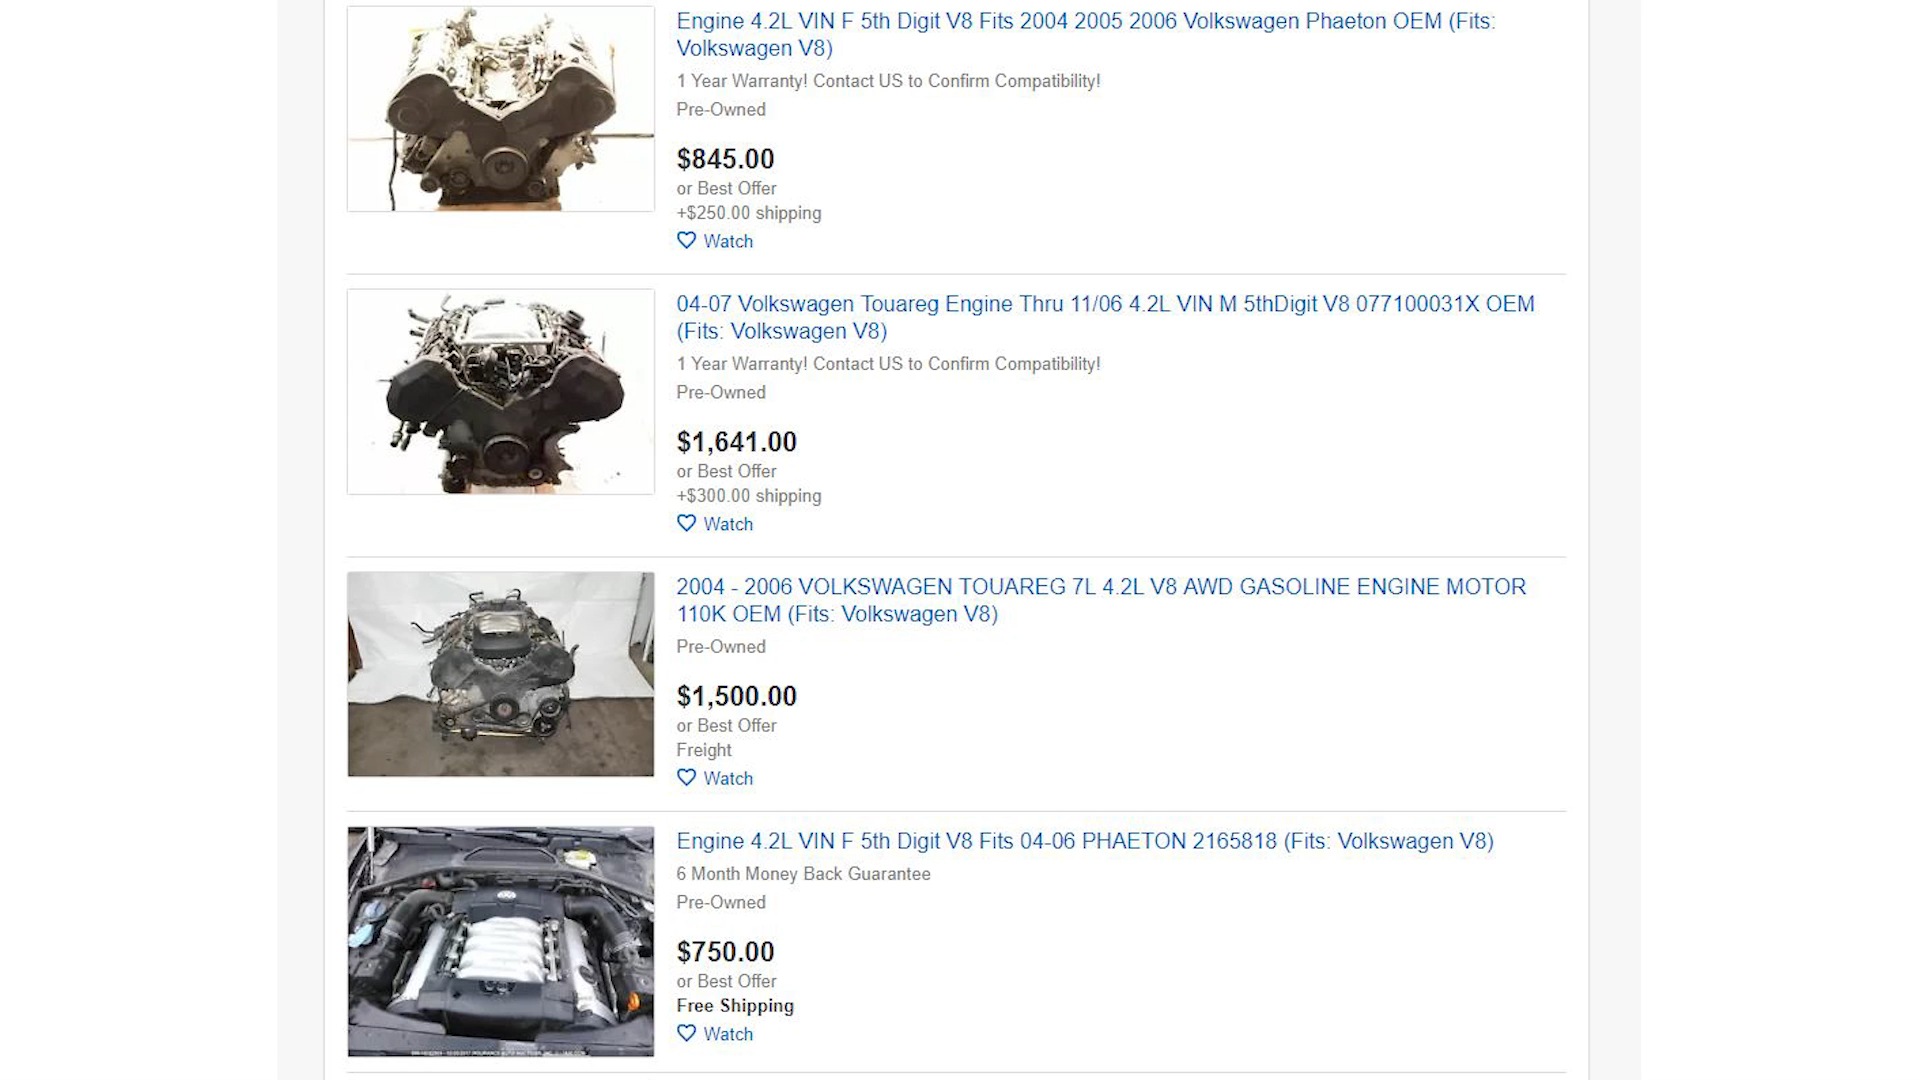 Engine 4.2L VIN F 5th Digit V8 Fits 2004 2005 2006 Volkswagen Phaeton OEM (Fits:
Volkswagen V8)
1 Year Warranty! Contact US to Confirm Compatibility!
Pre-Owned
$845.00
or Best Offer
+$250.00 shipping
Watch
04-07 Volkswagen Touareg Engine Thru 11/06 4.2L VIN M 5thDigit V8 077100031X OEM
(Fits: Volkswagen V8)
1 Year Warranty! Contact US to Confirm Compatibility!
Pre-Owned
$1,641.00
or Best Offer
+$300.00 shipping
Watch
2004 - 2006 VOLKSWAGEN TOUAREG 7L 4.2L V8 AWD GASOLINE ENGINE MOTOR
110K OEM (Fits: Volkswagen V8)
Pre-Owned
$1,500.00
or Best Offer
Freight
Watch
Engine 4.2L VIN F 5th Digit V8 Fits 04-06 PHAETON 2165818 (Fits: Volkswagen V8)
6 Month Money Back Guarantee
Pre-Owned
$750.00
or Best Offer
Free Shipping
Watch